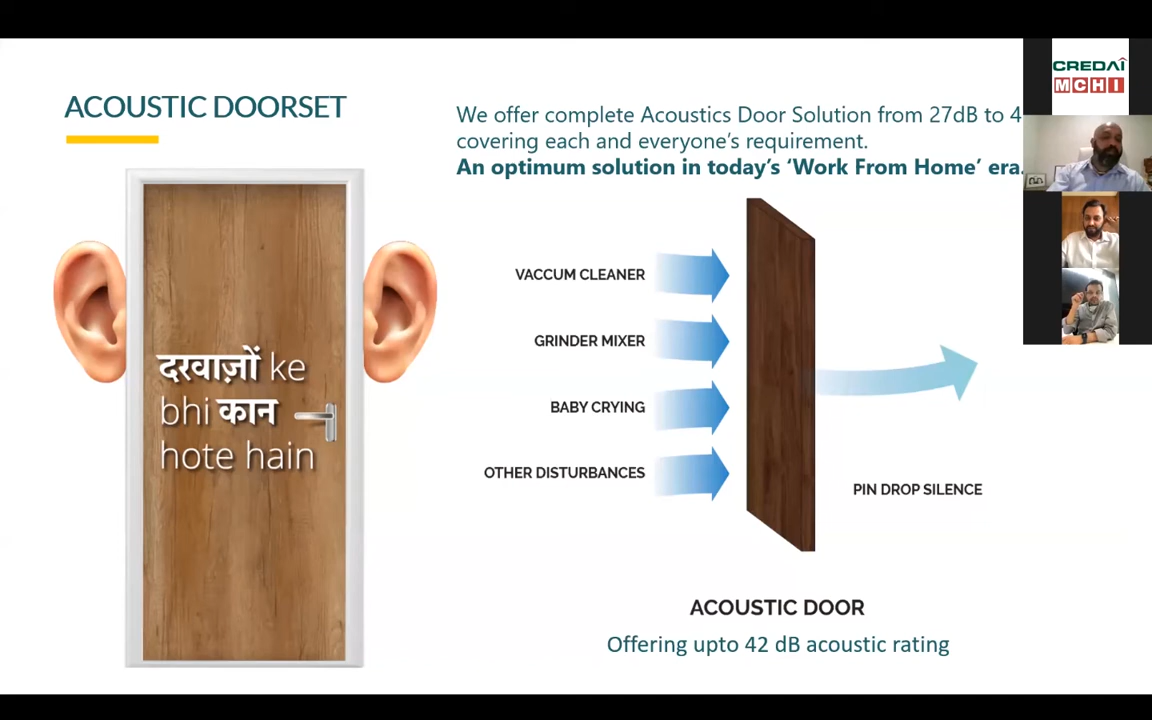 ACOUSTIC DOORSET
We offer complete Acoustics Door Solution from 27dB to 4
covering each and everyone's requirement.
An optimum solution in today's 'Work From Home' era.
CREDAI
MCHI
दरवाज़ों ke
bhi कान
hote hain
VACCUM CLEANER
GRINDER MIXER
BABY CRYING
OTHER DISTURBANCES
PIN DROP SILENCE
ACOUSTIC DOOR
Offering upto 42 dB acoustic rating